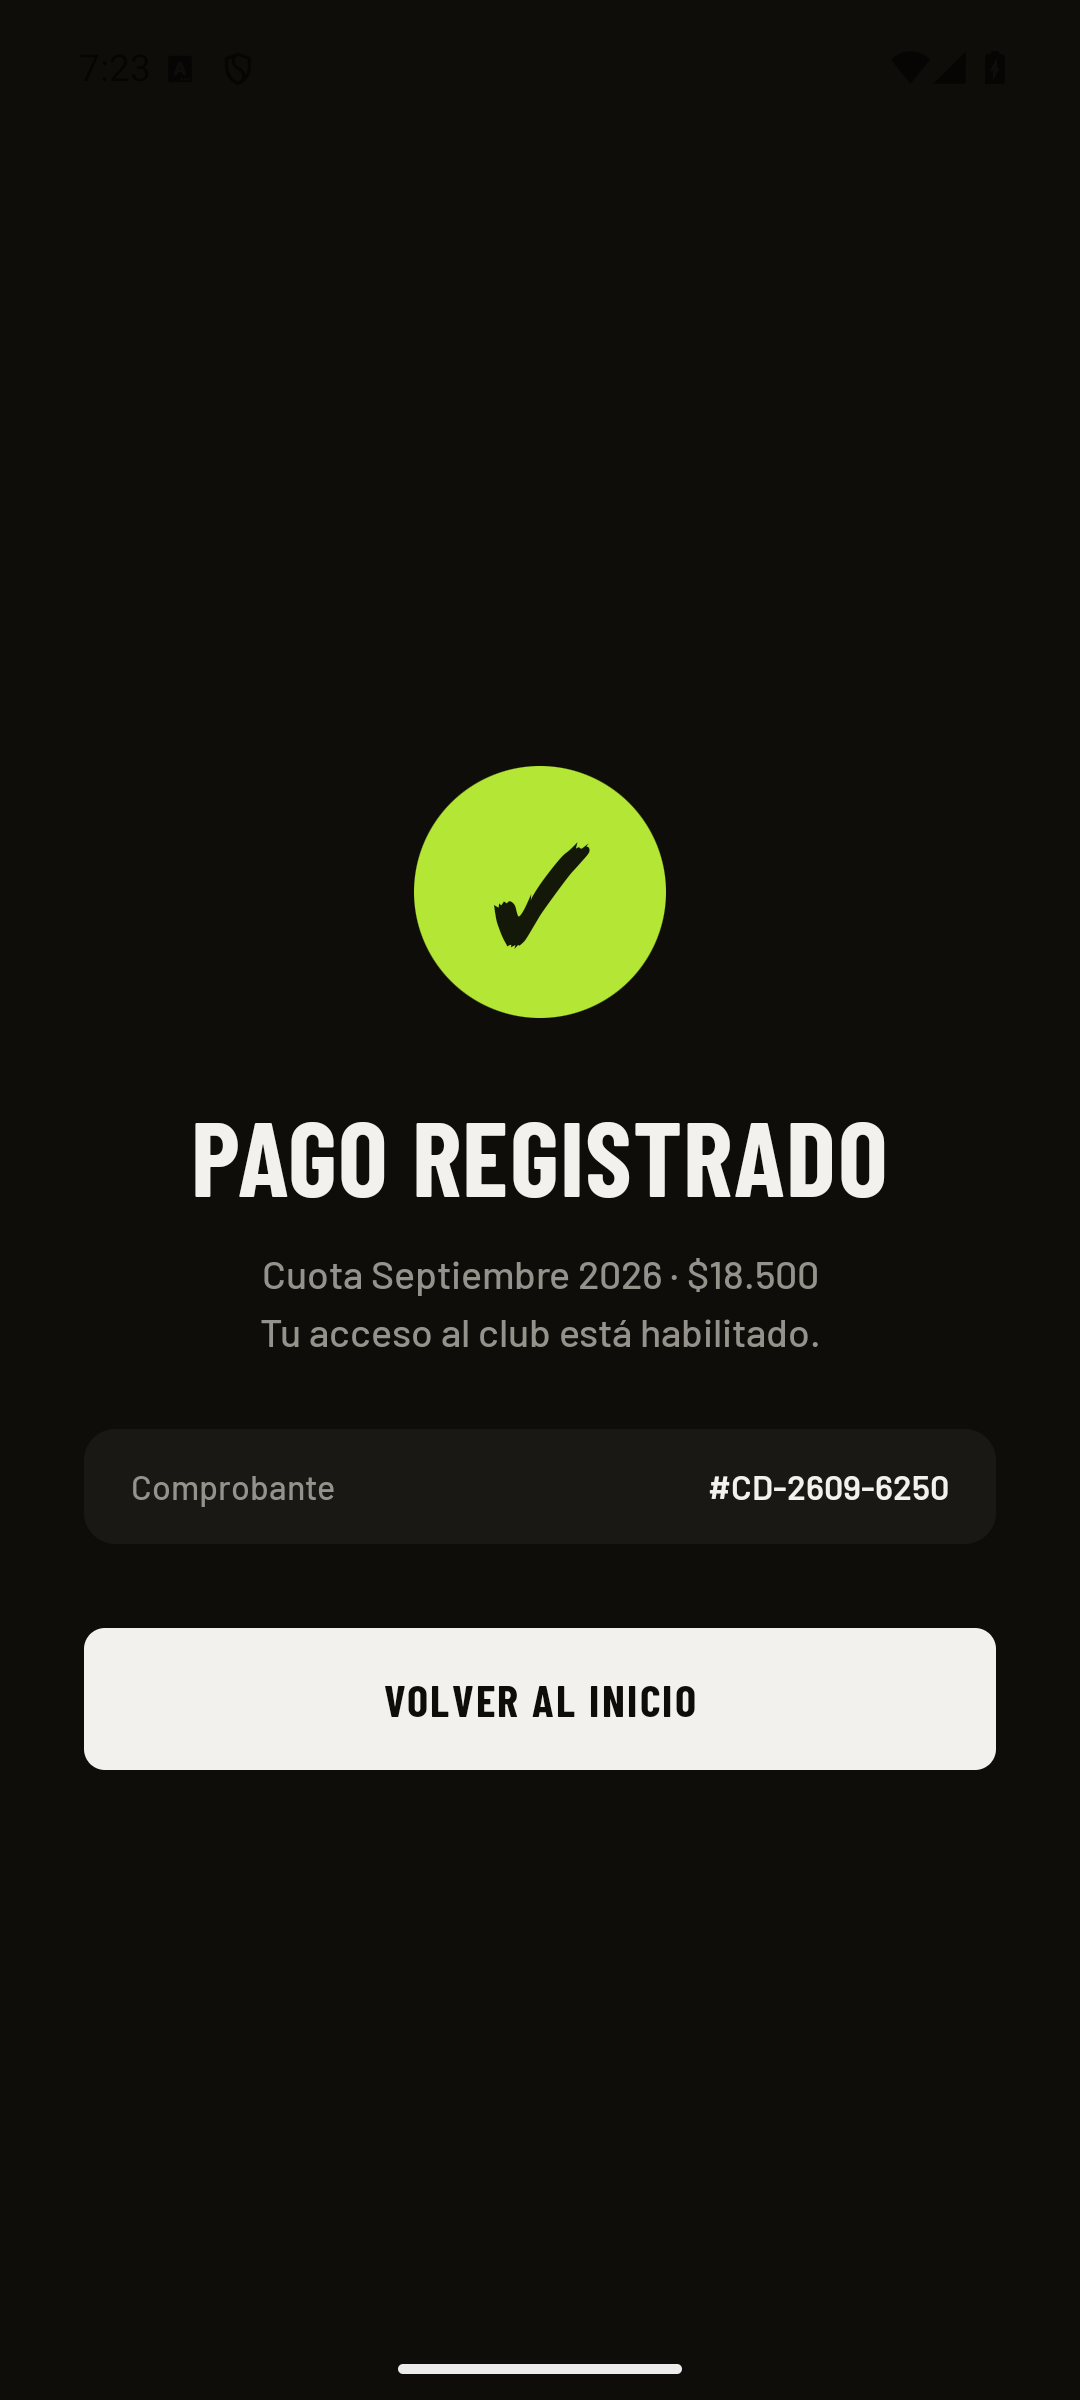 7:23
PAGO REGISTRADO
Cuota Septiembre 2026 · $18.500
Tu acceso al club está habilitado.
Comprobante #CD-2609-6250
VOLVER AL INICIO